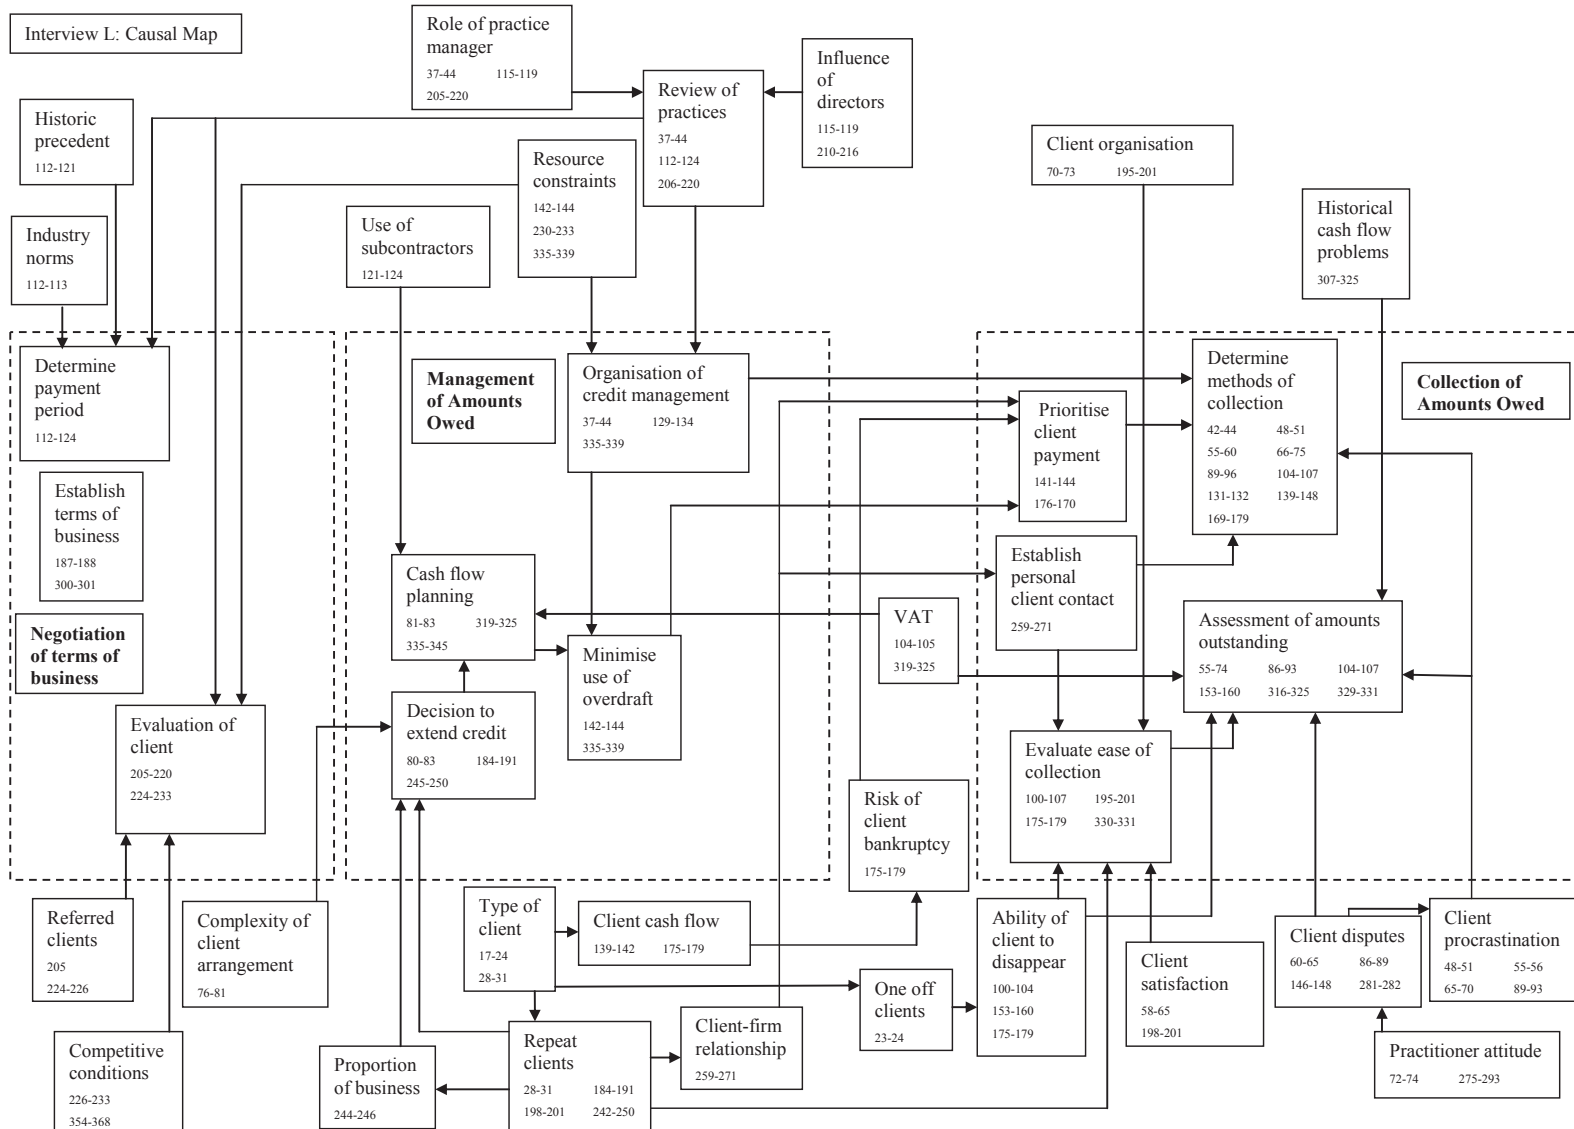 Interview L: Causal Map
Role of practice
manager
37-44 115-119
205-220
Influence
of
directors
115-119
210-216
Review of
practices
37-44
112-124
206-220
Historic
precedent
112-121
Resource
constraints
142-144
230-233
335-339
Client organisation
70-73 195-201
Use of
subcontractors
121-124
Historical
cash flow
problems
307-325
Industry
norms
112-113
Determine
payment
period
112-124
Management
of Amounts
Owed
Organisation of
credit management
37-44 129-134
335-339
Prioritise
client
payment
141-144
176-170
Determine
methods of
collection
42-44 48-51
55-60 66-75
89-96 104-107
131-132 139-148
169-179
Collection of
Amounts Owed
Establish
terms of
business
187-188
300-301
Negotiation
of terms of
business
Cash flow
planning
81-83 319-325
335-345
Establish
personal
client contact
259-271
VAT
104-105
319-325
Assessment of amounts
outstanding
55-74 86-93 104-107
153-160 316-325 329-331
Minimise
use of
overdraft
142-144
335-339
Decision to
extend credit
80-83 184-191
245-250
Evaluation of
client
205-220
224-233
Evaluate ease of
collection
100-107 195-201
175-179 330-331
Risk of
client
bankruptcy
175-179
Referred
clients
205
224-226
Complexity of
client
arrangement
76-81
Type of
client
17-24
28-31
Client cash flow
139-142 175-179
Ability of
client to
disappear
100-104
153-160
175-179
Client
satisfaction
58-65
198-201
Client disputes
60-65 86-89
146-148 281-282
Client
procrastination
48-51 55-56
65-70 89-93
One off
clients
23-24
Competitive
conditions
226-233
354-368
Proportion
of business
244-246
Repeat
clients
28-31 184-191
198-201 242-250
Client-firm
relationship
259-271
Practitioner attitude
72-74 275-293